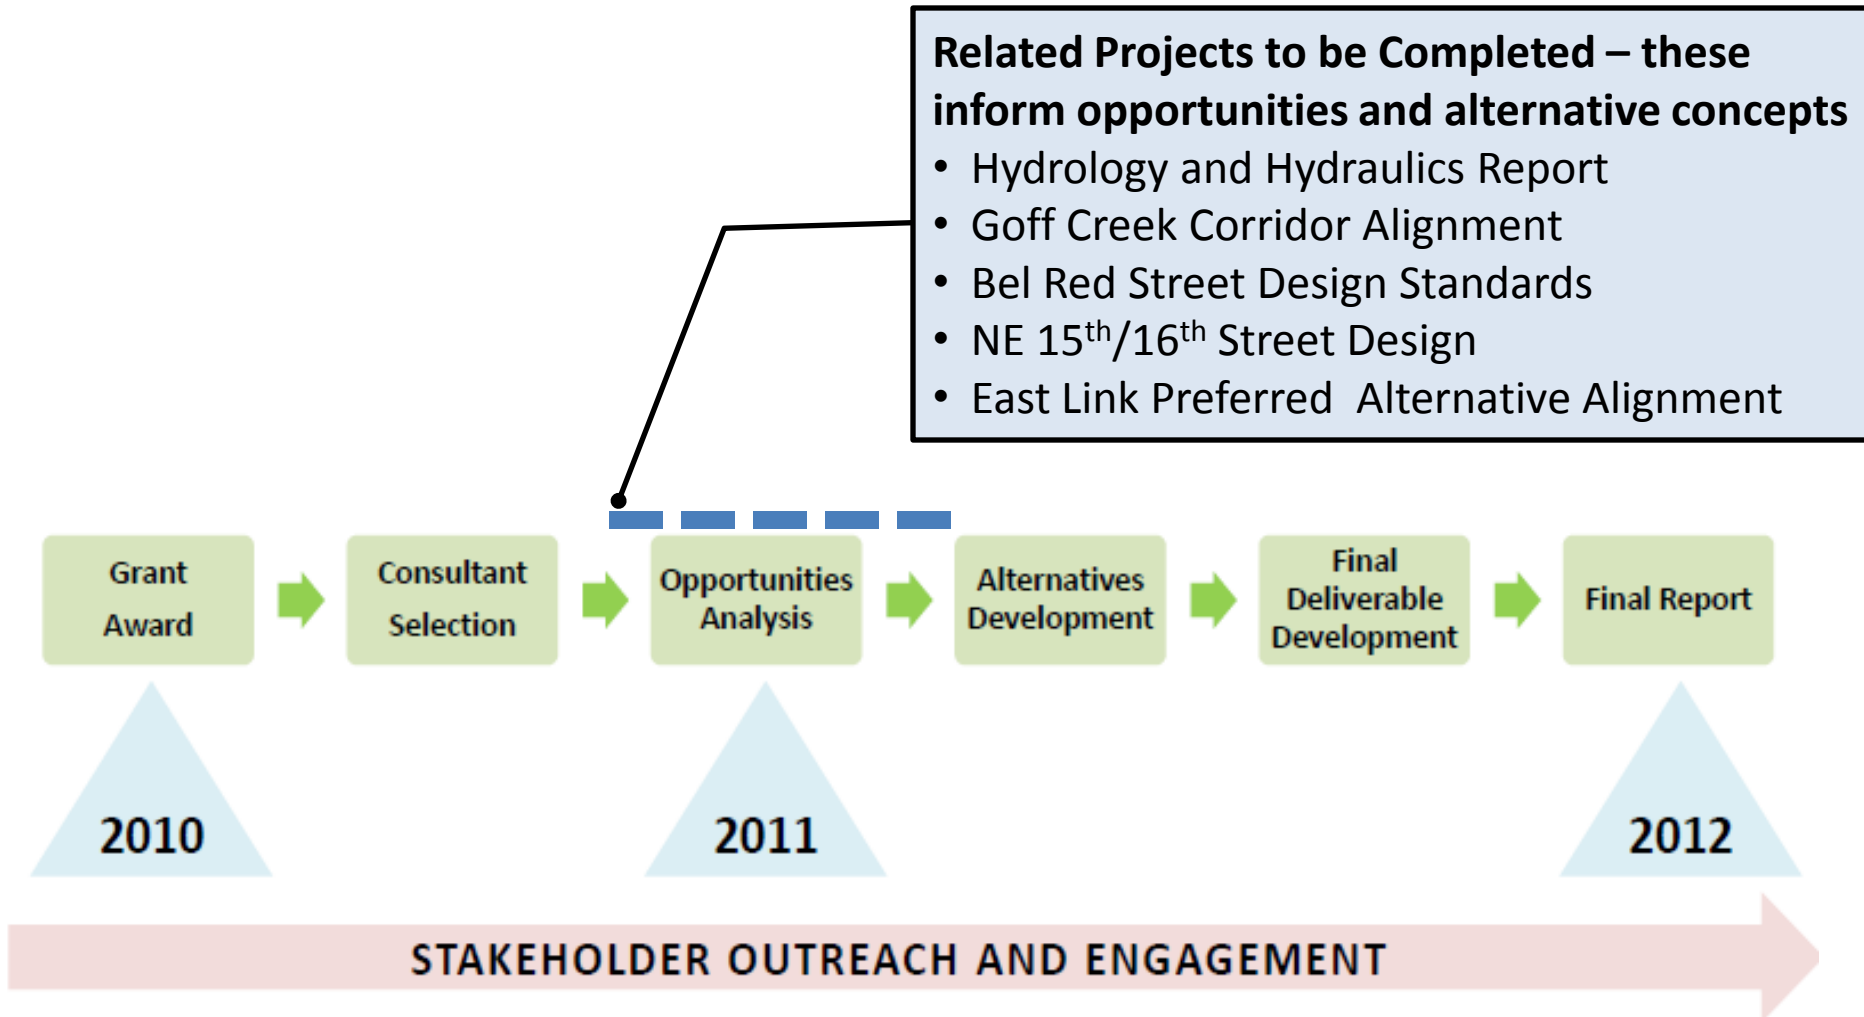 Related Projects to be Completed – these
inform opportunities and alternative concepts
• Hydrology and Hydraulics Report
• Goff Creek Corridor Alignment
• Bel Red Street Design Standards
• NE 15th/16th Street Design
• East Link Preferred  Alternative Alignment
Grant
Award
Consultant
Selection
Opportunities
Analysis
Alternatives
Development
Final
Deliverable
Development
Final Report
2010
2011
2012
STAKEHOLDER OUTREACH AND ENGAGEMENT